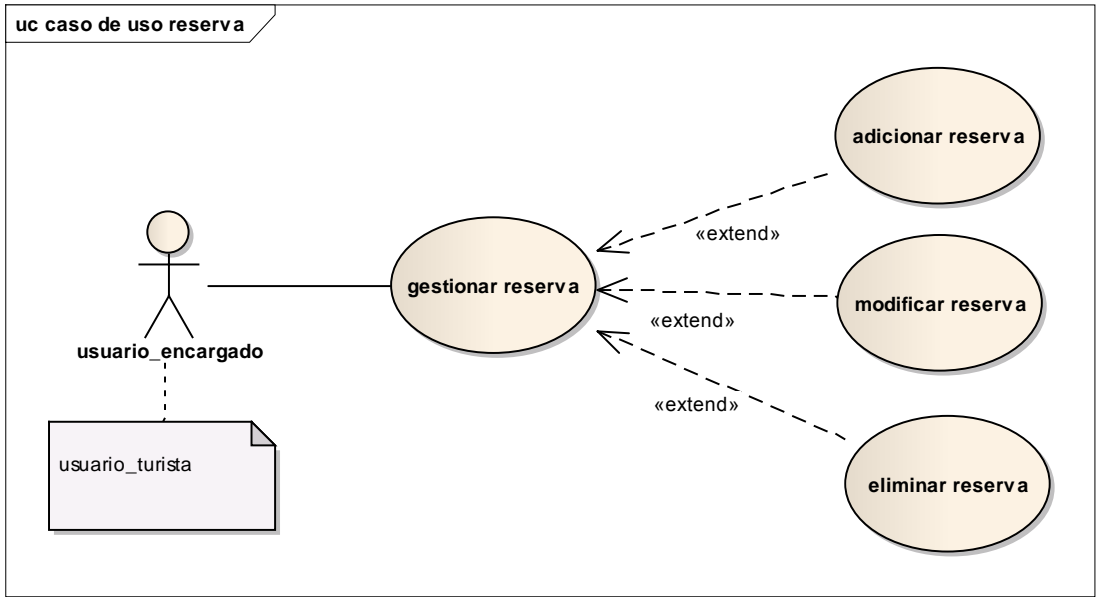 uc caso de uso reserva
adicionar reserva
«extend»
gestionar reserva
modificar reserva
«extend»
usuario_encargado
«extend»
usuario_turista
eliminar reserva